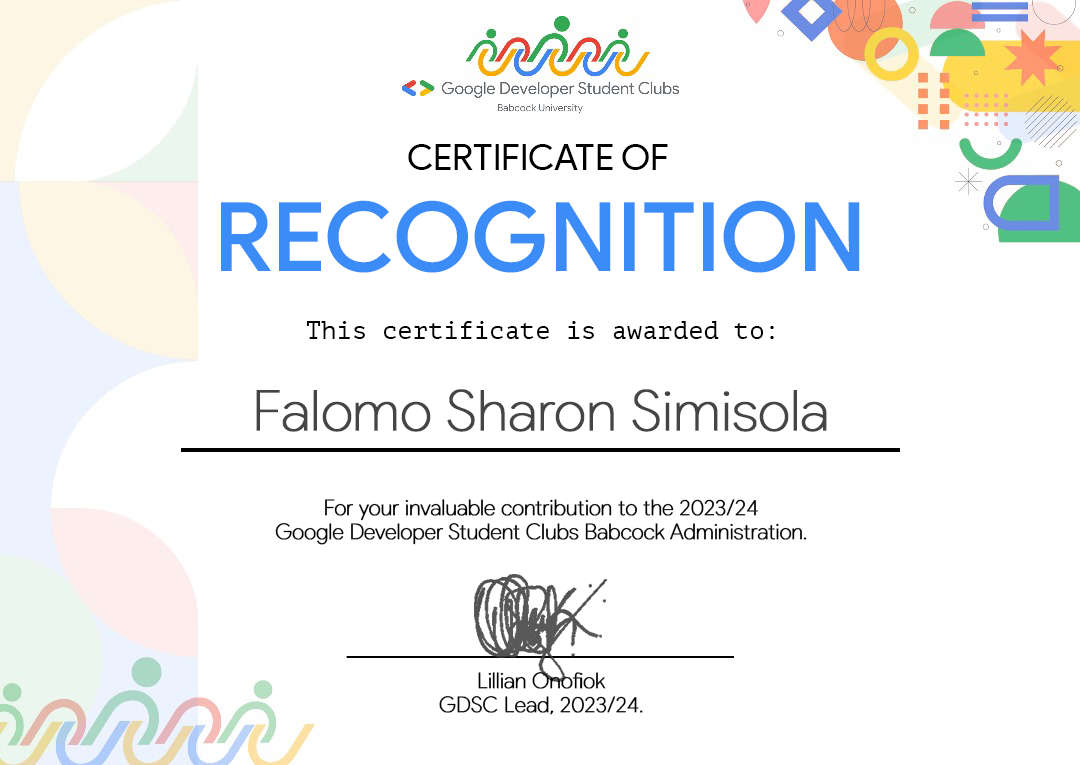 Google Developer Student Clubs
Babcock University
CERTIFICATE OF
RECOGNITION
This certificate is awarded to:
Falomo Sharon Simisola
For your invaluable contribution to the 2023/24
Google Developer Student Clubs Babcock Administration.
Lillian Onofiok
GDSC Lead, 2023/24.